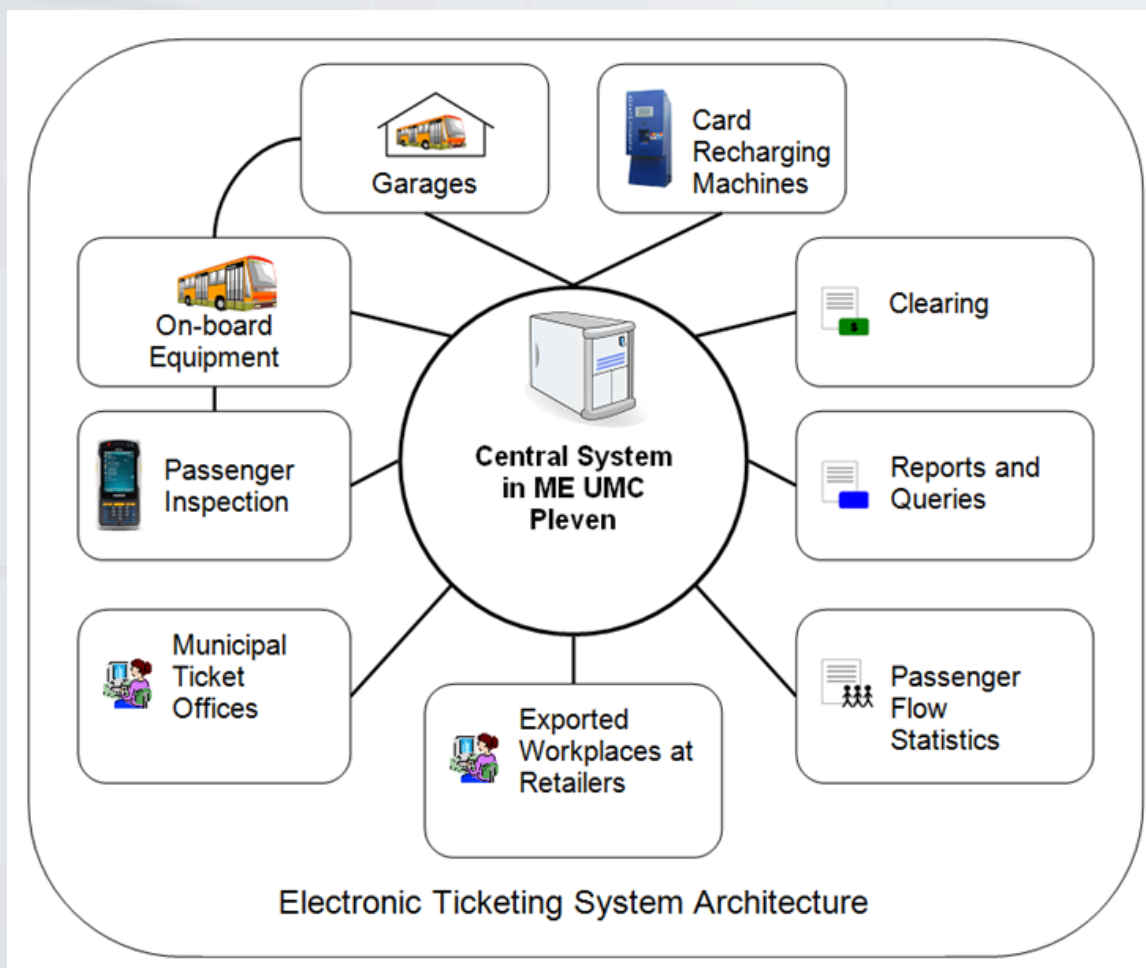 Garages
Card
Recharging
Machines
On-board
Equipment
Clearing
$
Central System
in ME UMC
Pleven
Passenger
Inspection
Reports and
Queries
Municipal
Ticket
Offices
Exported
Workplaces at
Retailers
Passenger
Flow
Statistics
Electronic Ticketing System Architecture